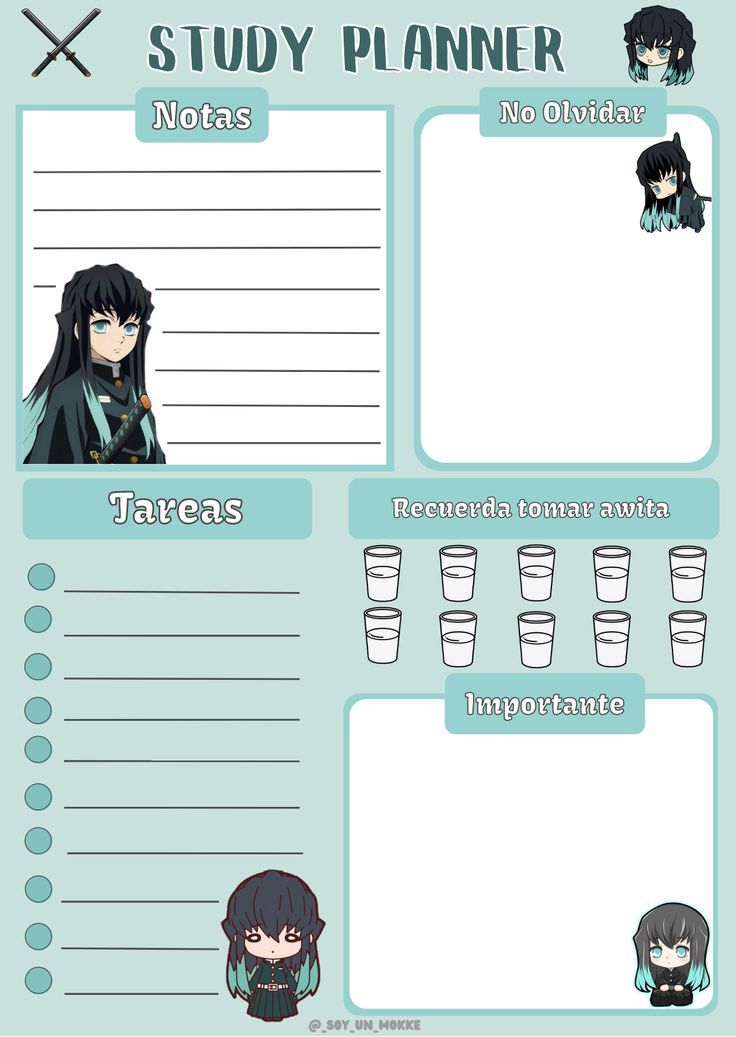 STUDY PLANNER
Notas
No Olvidar
Tareas
Recuerda tomar awita
Importante
@_SOY_UN_MOKKE